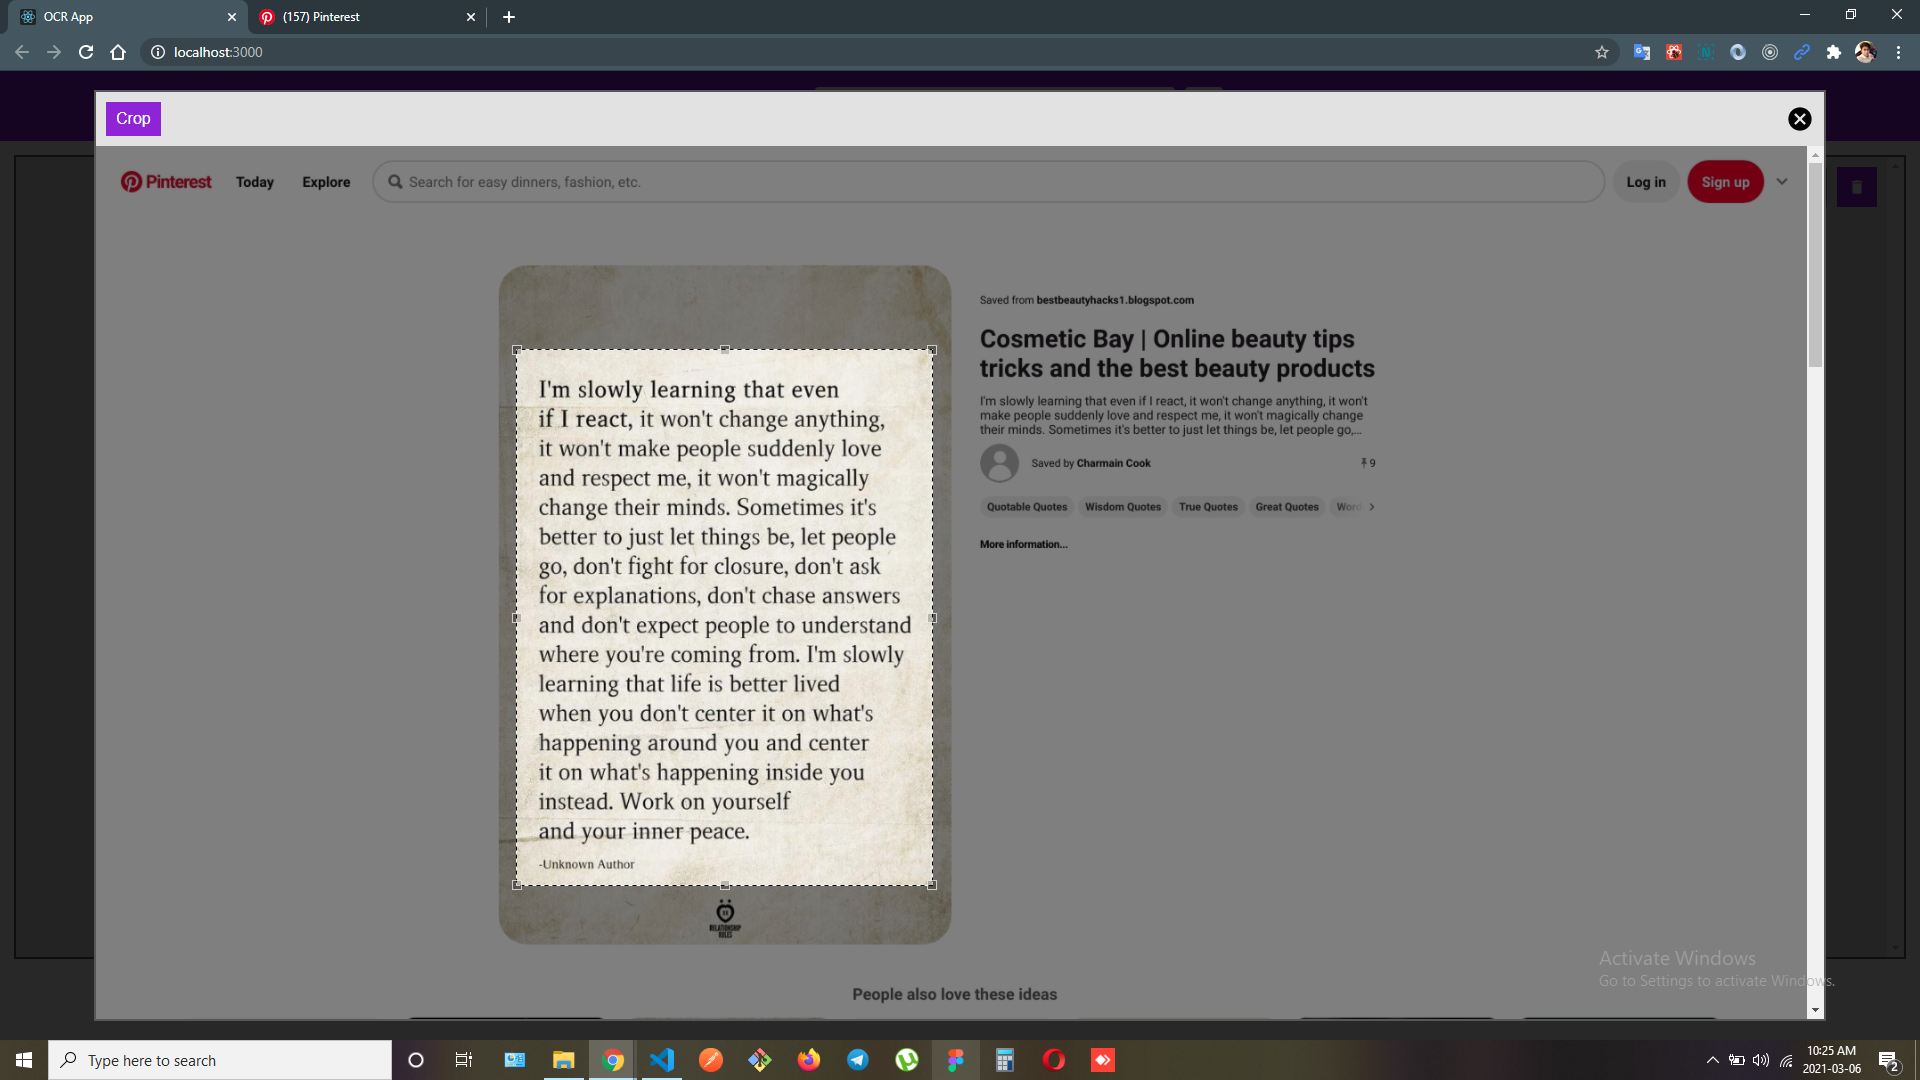 OCR App
(157) Pinterest
localhost:3000
Crop
Pinterest
Today
Explore
Search for easy dinners, fashion, etc.
Log in
Sign up
I'm slowly learning that even
if I react, it won't change anything,
it won't make people suddenly love
and respect me, it won't magically
change their minds. Sometimes it's
better to just let things be, let people
go, don't fight for closure, don't ask
for explanations, don't chase answers
and don't expect people to understand
where you're coming from. I'm slowly
learning that life is better lived
when you don't center it on what's
happening around you and center
it on what's happening inside you
instead. Work on yourself
and your inner peace.
-Unknown Author
RELATIONSHIP
RULES
Saved from bestbeautyhacks1.blogspot.com
Cosmetic Bay | Online beauty tips
tricks and the best beauty products
I'm slowly learning that even if I react, it won't change anything, it won't
make people suddenly love and respect me, it won't magically change
their minds. Sometimes it's better to just let things be, let people go,...
Saved by Charmain Cook
9
Quotable Quotes
Wisdom Quotes
True Quotes
Great Quotes
Word
More information...
People also love these ideas
Activate Windows
Go to Settings to activate Windows.
Type here to search
10:25 AM
2021-03-06
2